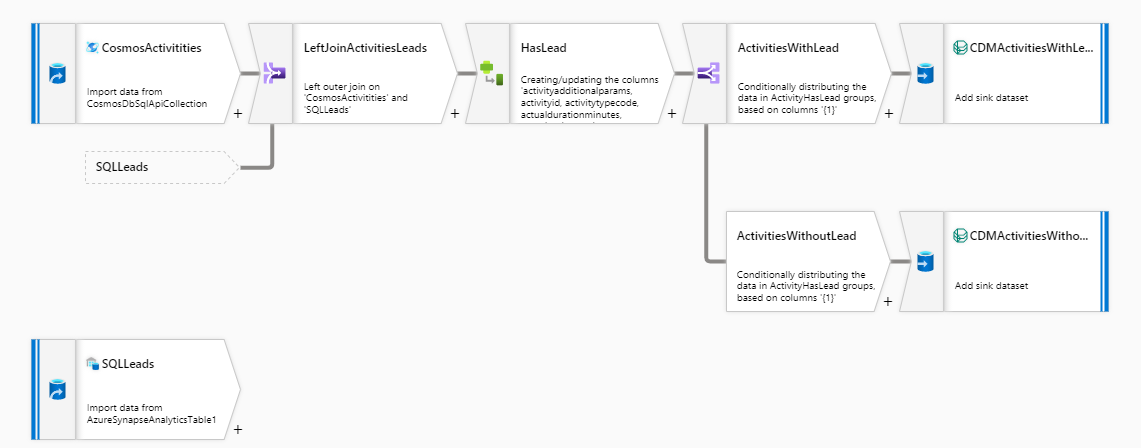 CosmosActivitities
Import data from
CosmosDbSqlApiCollection
+
LeftJoinActivitiesLeads
Left outer join on
'CosmosActivities' and
'SQLLeads'
+
HasLead
Creating/updating the columns
'activityadditionalparams,
activityid, activitytypecode,
actualdurationminutes,
+
ActivitiesWithLead
Conditionally distributing the
data in ActivityHasLead groups,
based on columns '{1}'
+
CDMActivitiesWithLe...
Add sink dataset
SQLLeads
ActivitiesWithoutLead
Conditionally distributing the
data in ActivityHasLead groups,
based on columns '{1}'
+
CDMActivitiesWitho...
Add sink dataset
SQLLeads
Import data from
AzureSynapseAnalyticsTable1
+